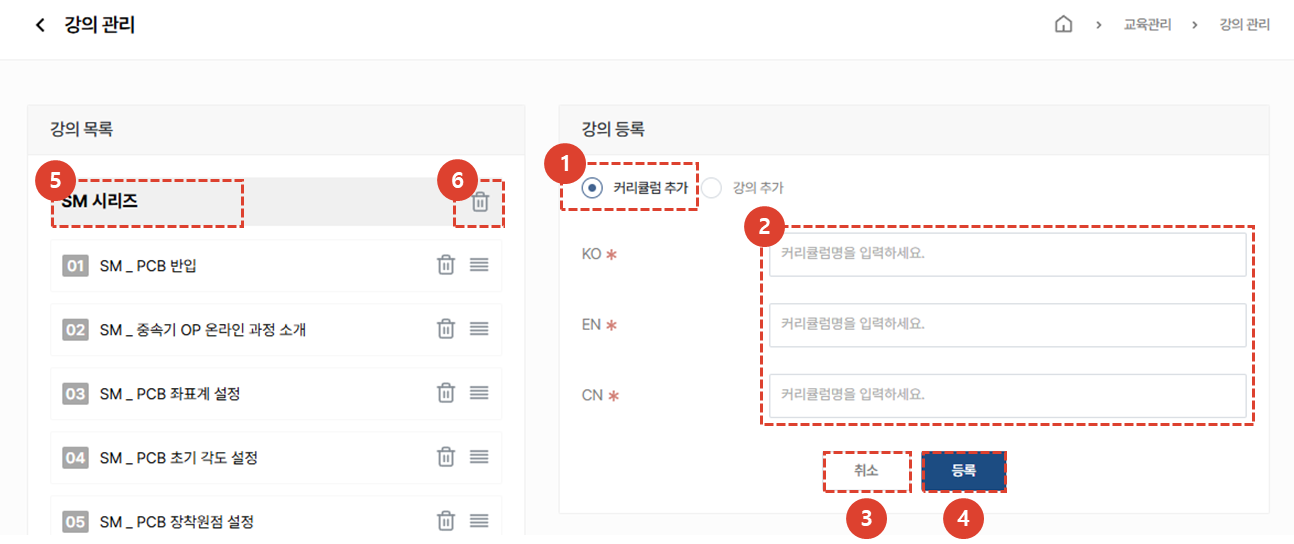 강의 관리
교육관리
강의 관리
강의 목록
5
SM 시리즈
6
01 SM _ PCB 반입
02 SM _ 중속기 OP 온라인 과정 소개
03 SM _ PCB 좌표계 설정
04 SM _ PCB 초기 각도 설정
05 SM _ PCB 장착원점 설정
강의 등록
1
커리큘럼 추가 강의 추가
2
KO * 커리큘럼명을 입력하세요.
EN * 커리큘럼명을 입력하세요.
CN * 커리큘럼명을 입력하세요.
취소 등록
3 4